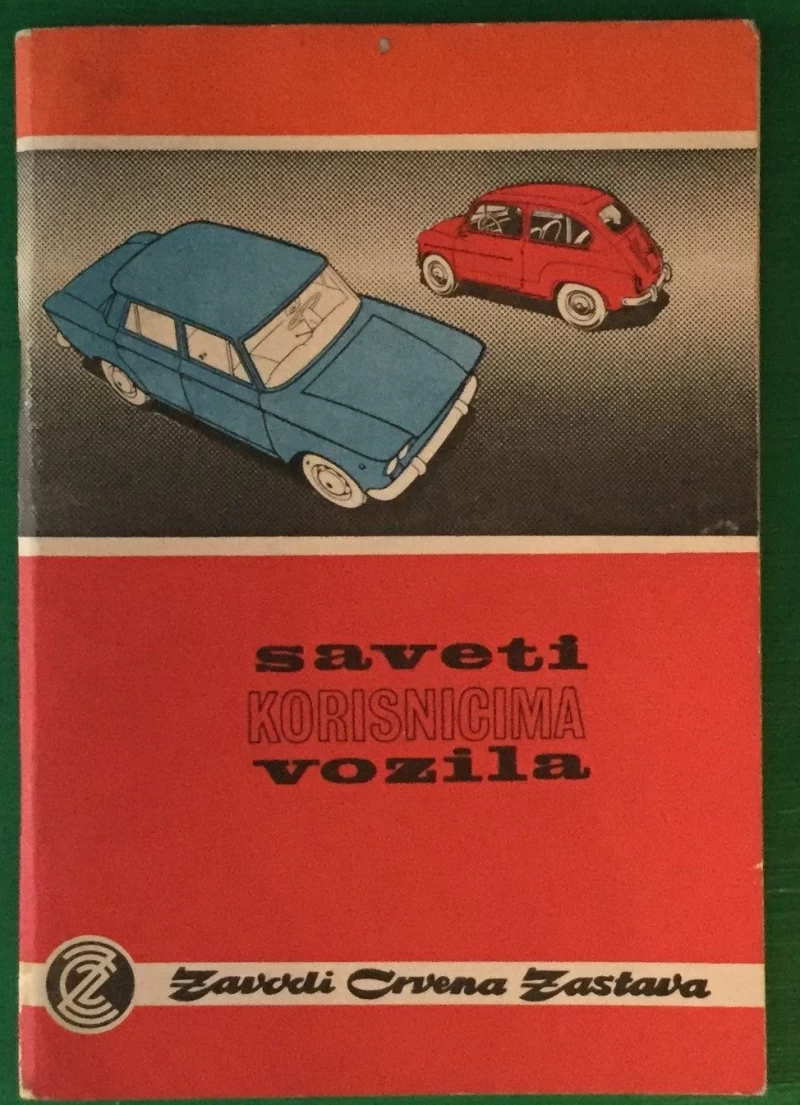 saveti
KORISNICIMA
vozila
Zavodi Crvena Zastava